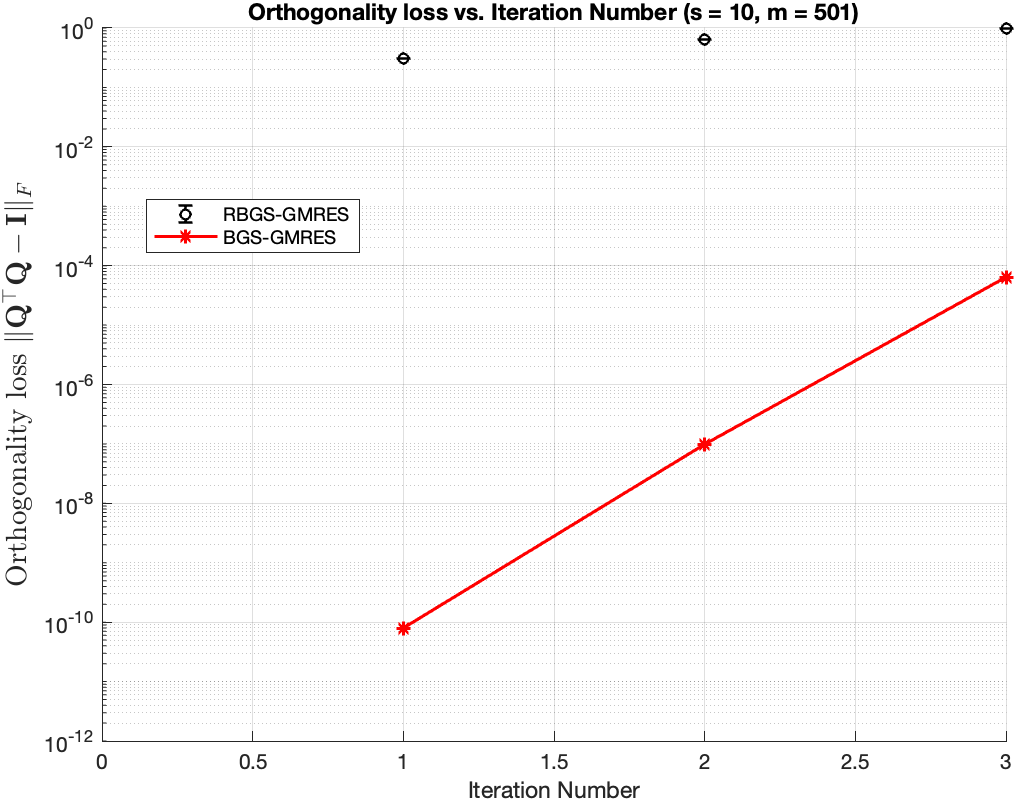 Orthogonality loss vs. Iteration Number (s = 10, m = 501)
10^0
10^-2
10^-4
10^-6
10^-8
10^-10
10^-12
Orthogonality loss ||Q^⊤Q − I||_F
RBGS-GMRES
BGS-GMRES
0 0.5 1 1.5 2 2.5 3
Iteration Number